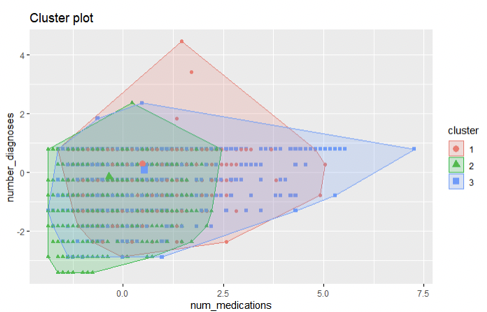 Cluster plot
4
2
0
-2
number_diagnoses
0.0
2.5
5.0
7.5
num_medications
cluster
1
2
3